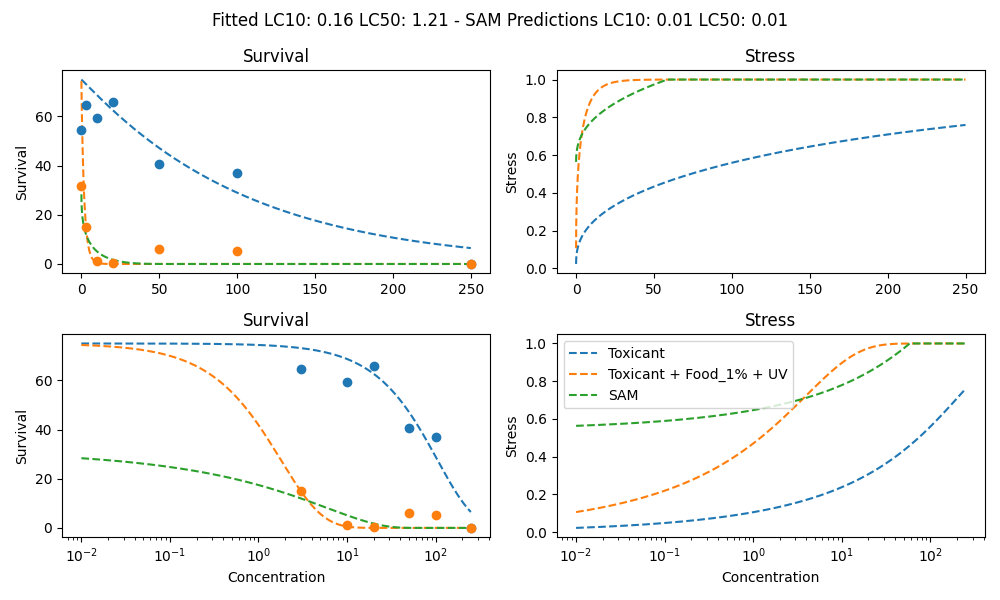 Fitted LC10: 0.16 LC50: 1.21 - SAM Predictions LC10: 0.01 LC50: 0.01
Survival
Stress
Survival
60
40
20
0
0 50 100 150 200 250
Stress
1.0
0.8
0.6
0.4
0.2
0.0
0 50 100 150 200 250
Survival
Stress
Survival
60
40
20
0
10⁻² 10⁻¹ 10⁰ 10¹ 10²
Concentration
Stress
1.0
0.8
0.6
0.4
0.2
0.0
Toxicant
Toxicant + Food_1% + UV
SAM
10⁻² 10⁻¹ 10⁰ 10¹ 10²
Concentration